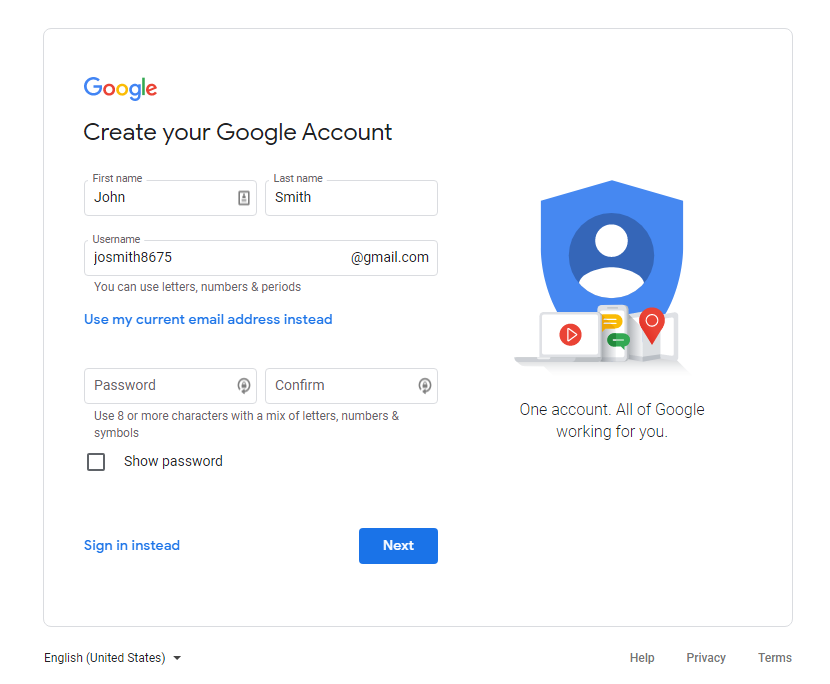 Google
Create your Google Account
First name
Last name
John
Smith
Username
josmith8675
@gmail.com
You can use letters, numbers & periods
Use my current email address instead
Password
Confirm
Use 8 or more characters with a mix of letters, numbers &
symbols
Show password
Sign in instead
Next
One account. All of Google
working for you.
English (United States)
Help
Privacy
Terms